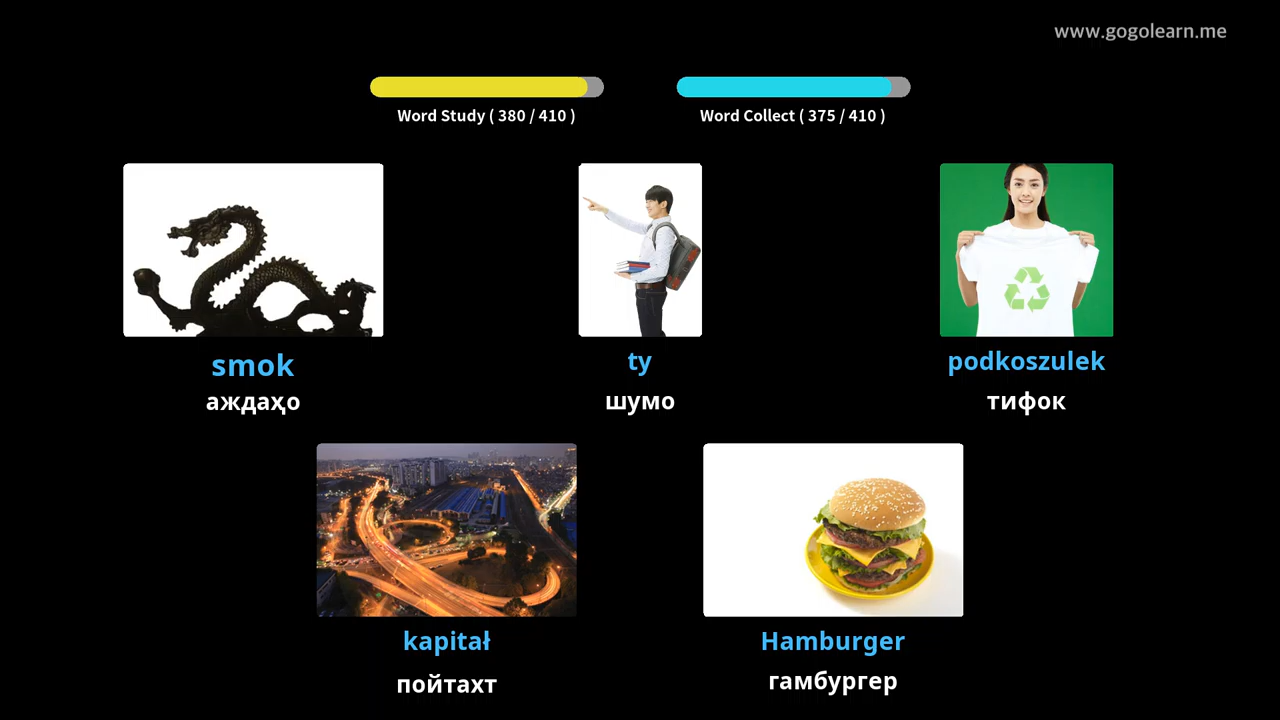 www.gogolearn.me
Word Study ( 380 / 410 )
Word Collect ( 375 / 410 )
smok
аждаҳо
ty
шумо
podkoszulek
тифок
kapitał
пойтахт
Hamburger
гамбургер